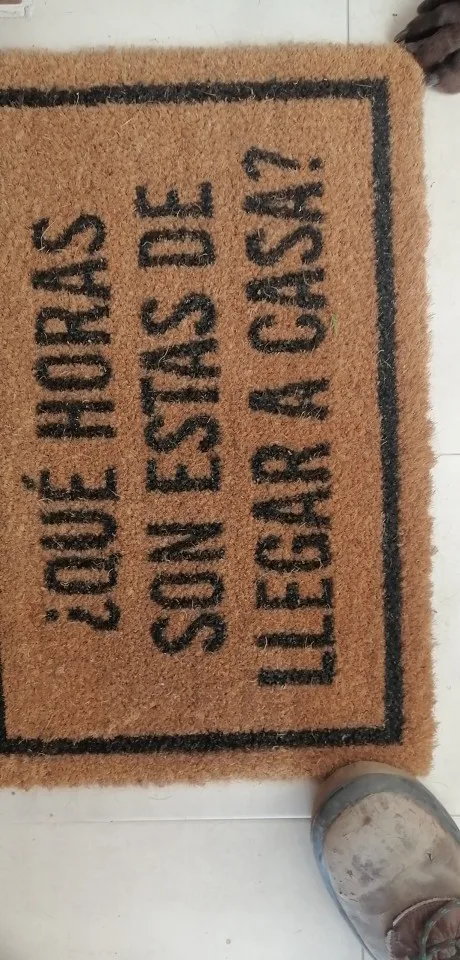 ¿QUÉ HORAS
SON ESTAS DE
LLEGAR A CASA?